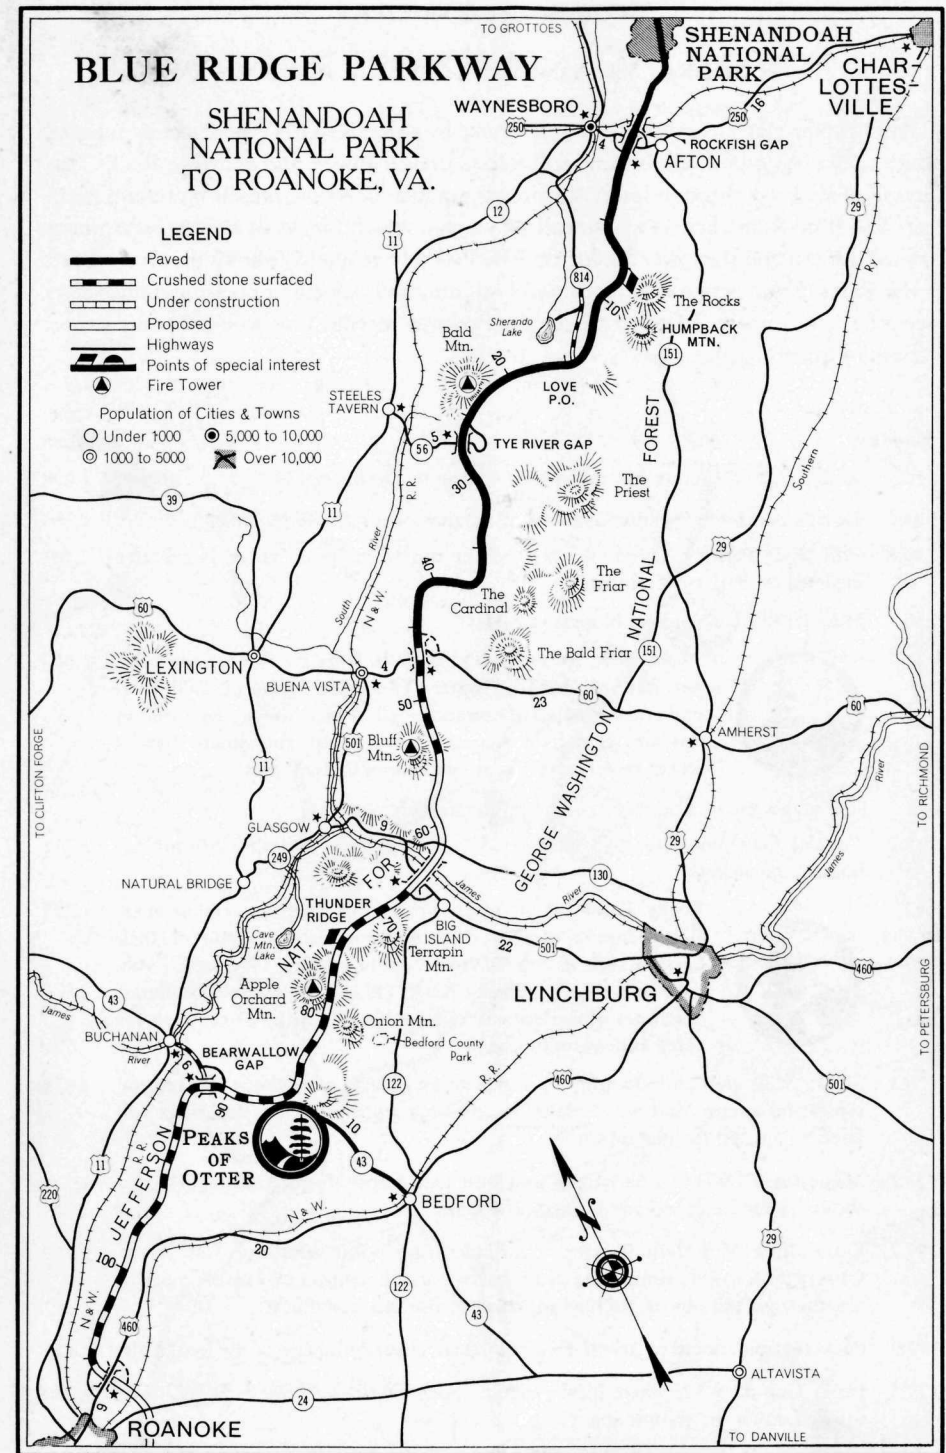 TO GROTTOES
SHENANDOAH
NATIONAL
PARK
CHAR-
LOTTES-
VILLE
BLUE RIDGE PARKWAY
SHENANDOAH
NATIONAL PARK
TO ROANOKE, VA.
WAYNESBORO
250
4
16
250
ROCKFISH GAP
AFTON
LEGEND
Paved
Crushed stone surfaced
Under construction
Proposed
Highways
Points of special interest
Fire Tower
Population of Cities & Towns
Under 1000
5,000 to 10,000
1000 to 5000
Over 10,000
12
11
29
Ry.
814
10
The Rocks
HUMPBACK
MTN.
Sherando
Lake
Bald
Mtn.
20
151
LOVE
P.O.
STEELES
TAVERN
56
5
TYE RIVER GAP
FOREST
Southern
R. R.
30
The
Priest
39
11
River
29
40
The
Friar
The
Cardinal
NATIONAL
60
South
N. & W.
LEXINGTON
The Bald Friar
151
BUENA VISTA
4
60
23
60
50
501
Bluff
Mtn.
AMHERST
TO CLIFTON FORGE
11
WASHINGTON
River
TO RICHMOND
GLASGOW
9
60
29
249
FOR.
GEORGE
130
James
NATURAL BRIDGE
James
River
THUNDER
RIDGE
70
BIG
ISLAND
22
501
Cave
Mtn.
Lake
NAT.
Terrapin
Mtn.
460
43
Apple
Orchard
Mtn.
80
LYNCHBURG
James
River
Onion Mtn.
Bedford County
Park
TO PETERSBURG
BUCHANAN
6
BEARWALLOW
GAP
R. R.
122
460
501
90
PEAKS
OF
OTTER
10
43
11
R. R.
JEFFERSON
220
BEDFORD
N. & W.
20
N
29
100
122
43
N. & W.
460
ALTAVISTA
9
24
ROANOKE
TO DANVILLE